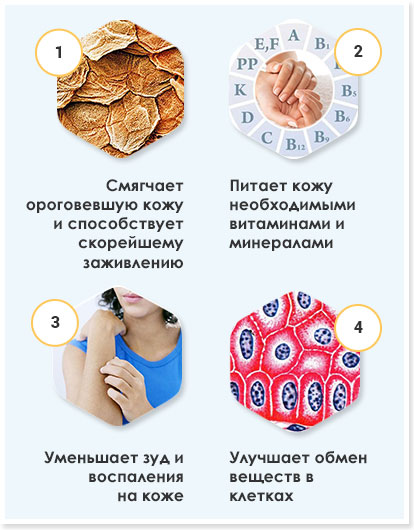 1
Смягчает
ороговевшую кожу
и способствует
скорейшему
заживлению
2
E,F
A
B₁
PP
K
B₅
D
B₆
C
B₁₂
B₉
Питает кожу
необходимыми
витаминами и
минералами
3
Уменьшает зуд и
воспаления
на коже
4
Улучшает обмен
веществ в
клетках